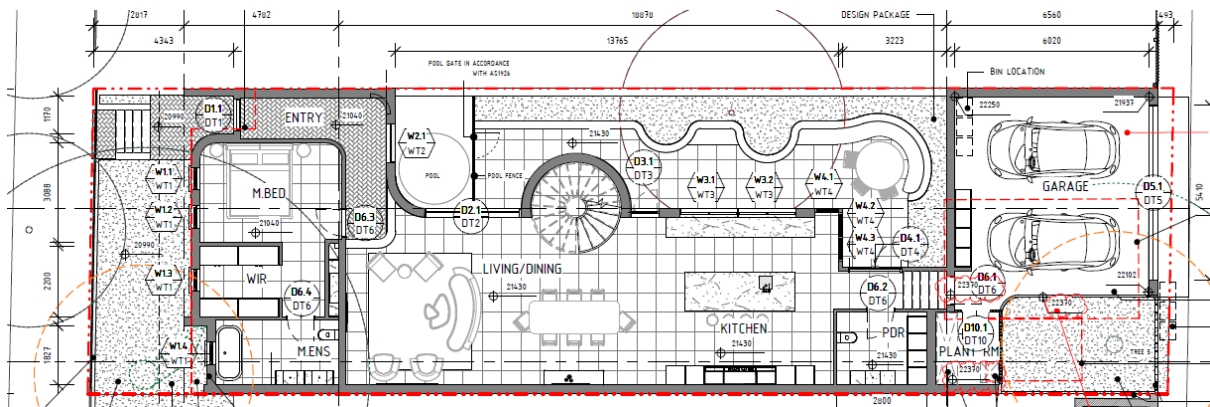 2817
4782
18878
DESIGN PACKAGE
6560
493
4343
13765
3223
6020
POOL GATE IN ACCORDANCE
WITH AS1926
BIN LOCATION
1170
3088
2200
1827
20990
D1.1
DT1
ENTRY
21040
W2.1
WT2
POOL
POOL FENCE
21430
D3.1
DT3
W3.1
WT3
W3.2
WT3
W4.1
WT4
22250
21937
GARAGE
D5.1
DT5
5410
W1.1
WT1
M.BED
21040
W1.2
WT1
20990
D6.3
DT6
D2.1
DT2
W4.2
WT4
W4.3
WT4
D4.1
DT4
W1.3
WT1
WIR
D6.4
DT6
LIVING/DINING
21430
D6.2
DT6
22370
D6.1
DT6
22102
22370
W1.4
WT1
M.ENS
KITCHEN
21430
PDR
21430
D10.1
DT10
PLANT RM
22370
TREE 5
2800